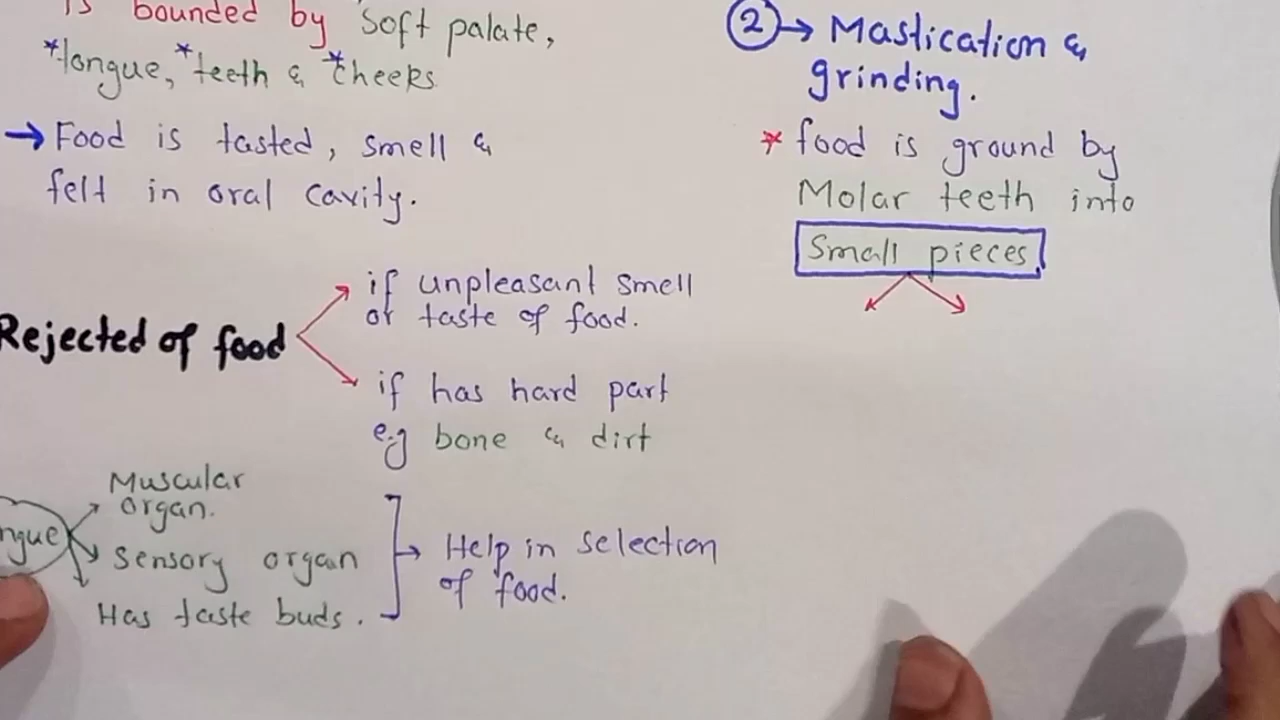 is bounded by soft palate,
*tongue, *teeth & *cheeks
→ Food is tasted, smell &
felt in oral cavity.
Rejected of food
if unpleasant smell
or taste of food.
if has hard part
e.g bone & dirt
ngue
Muscular
organ.
Sensory organ
Has taste buds.
→ Help in selection
of food.
② → Mastication &
grinding.
* food is ground by
Molar teeth into
Small pieces.